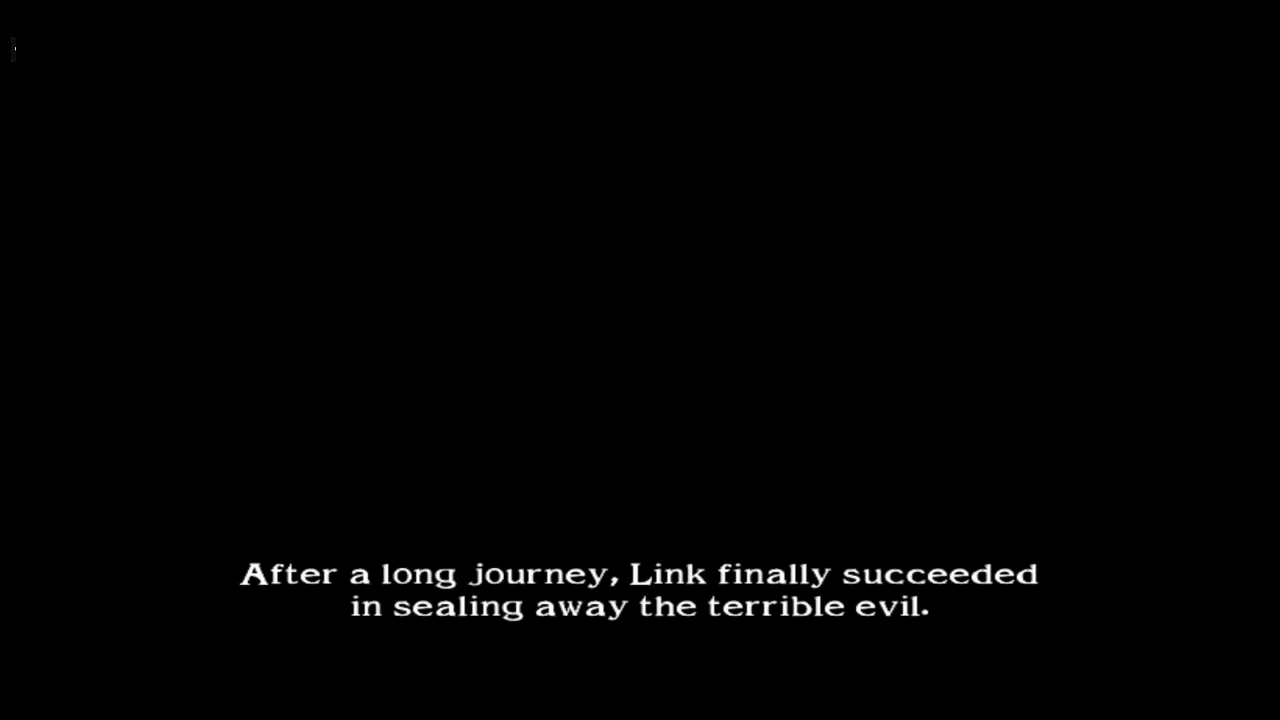 After a long journey, Link finally succeeded
in sealing away the terrible evil.